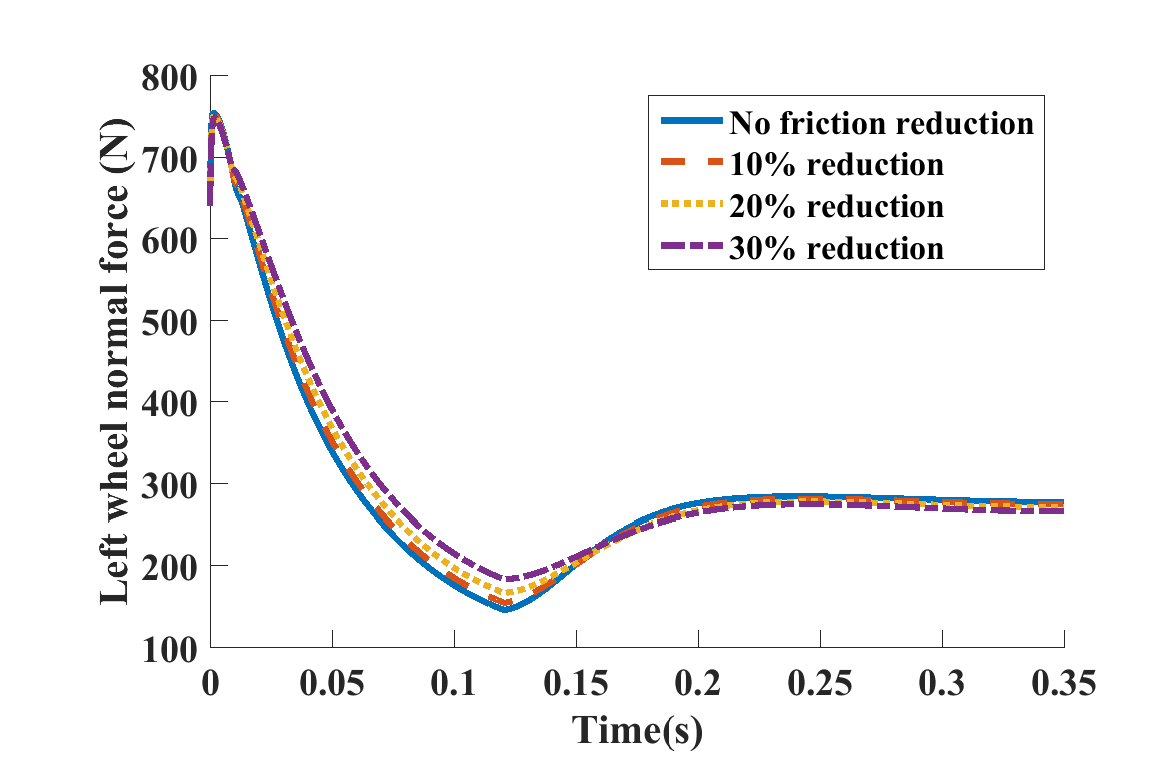 800
700
600
500
400
300
200
100
Left wheel normal force (N)
No friction reduction
10% reduction
20% reduction
30% reduction
0 0.05 0.1 0.15 0.2 0.25 0.3 0.35
Time(s)